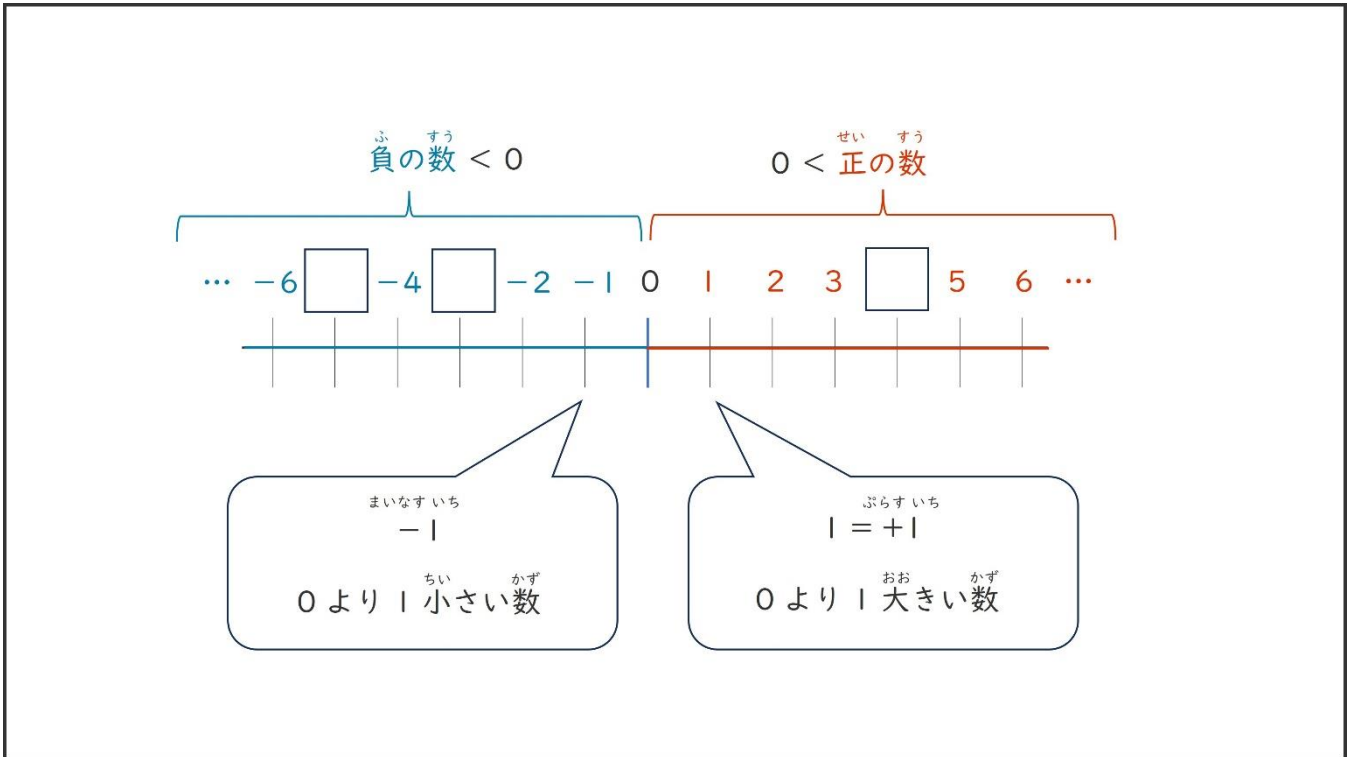 ふ すう
負の数 < 0
せい すう
0 < 正の数
… −6 −4 −2 −1 0 1 2 3 5 6 …
まいなす いち
−1
ちい かず
0 より 1 小さい数
ぷらす いち
1 = +1
おお かず
0 より 1 大きい数